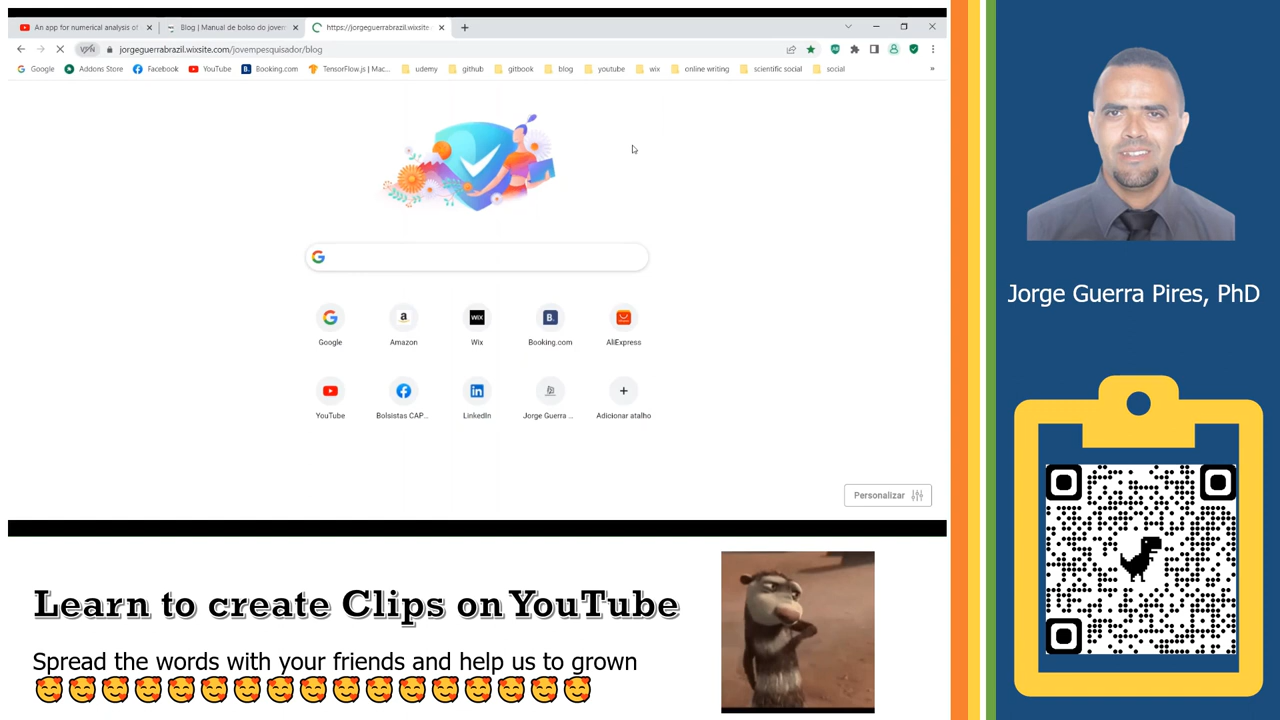 An app for numerical analysis of
Blog | Manual de bolso do jovem
https://jorgeguerrabrazil.wixsite
VPN
jorgeguerrabrazil.wixsite.com/jovempesquisador/blog
Google
Addons Store
Facebook
YouTube
Booking.com
TensorFlow.js | Mac...
udemy
github
gitbook
blog
youtube
wix
online writing
scientific social
social
»
Google
Amazon
Wix
Booking.com
AliExpress
YouTube
Bolsistas CAP...
LinkedIn
Jorge Guerra ...
Adicionar atalho
Personalizar
Jorge Guerra Pires, PhD
Learn to create Clips on YouTube
Spread the words with your friends and help us to grown
🥰🥰🥰🥰🥰🥰🥰🥰🥰🥰🥰🥰🥰🥰🥰🥰🥰